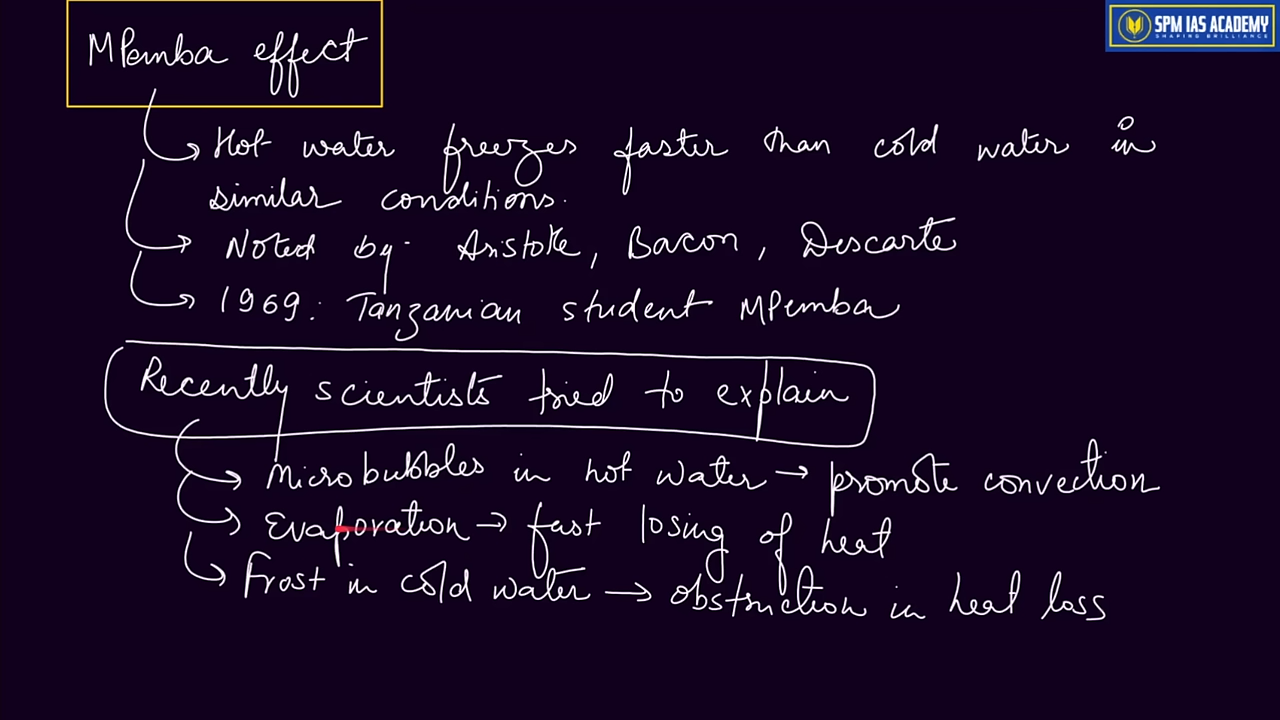 SPM IAS ACADEMY
SHAPING BRILLIANCE
MPemba effect
Hot water freezes faster than cold water in
similar conditions.
Noted by Aristotle, Bacon, Descarte
1969: Tanzanian student MPemba
Recently scientists tried to explain
Microbubbles in hot water → promote convection
Evaporation → fast losing of heat
Frost in cold water → obstruction in heat loss